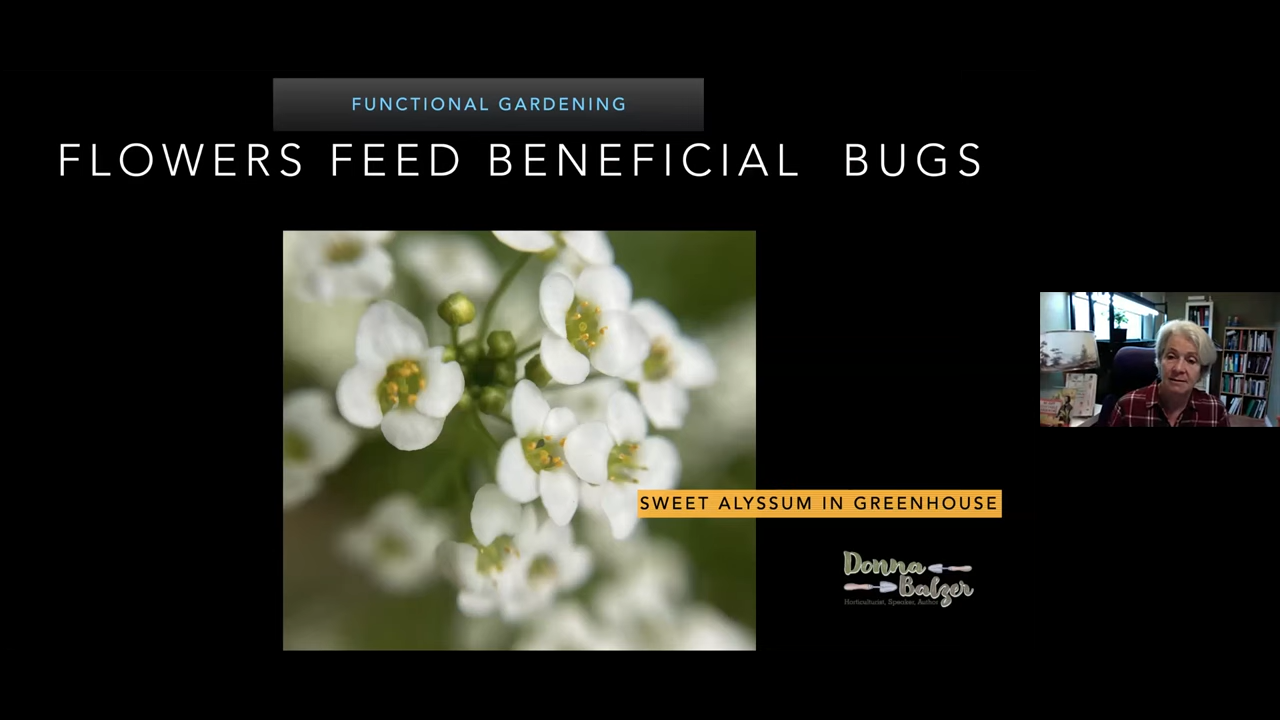 FUNCTIONAL GARDENING
FLOWERS FEED BENEFICIAL BUGS
SWEET ALYSSUM IN GREENHOUSE
Donna
Balzer
Horticulturist, Speaker, Author